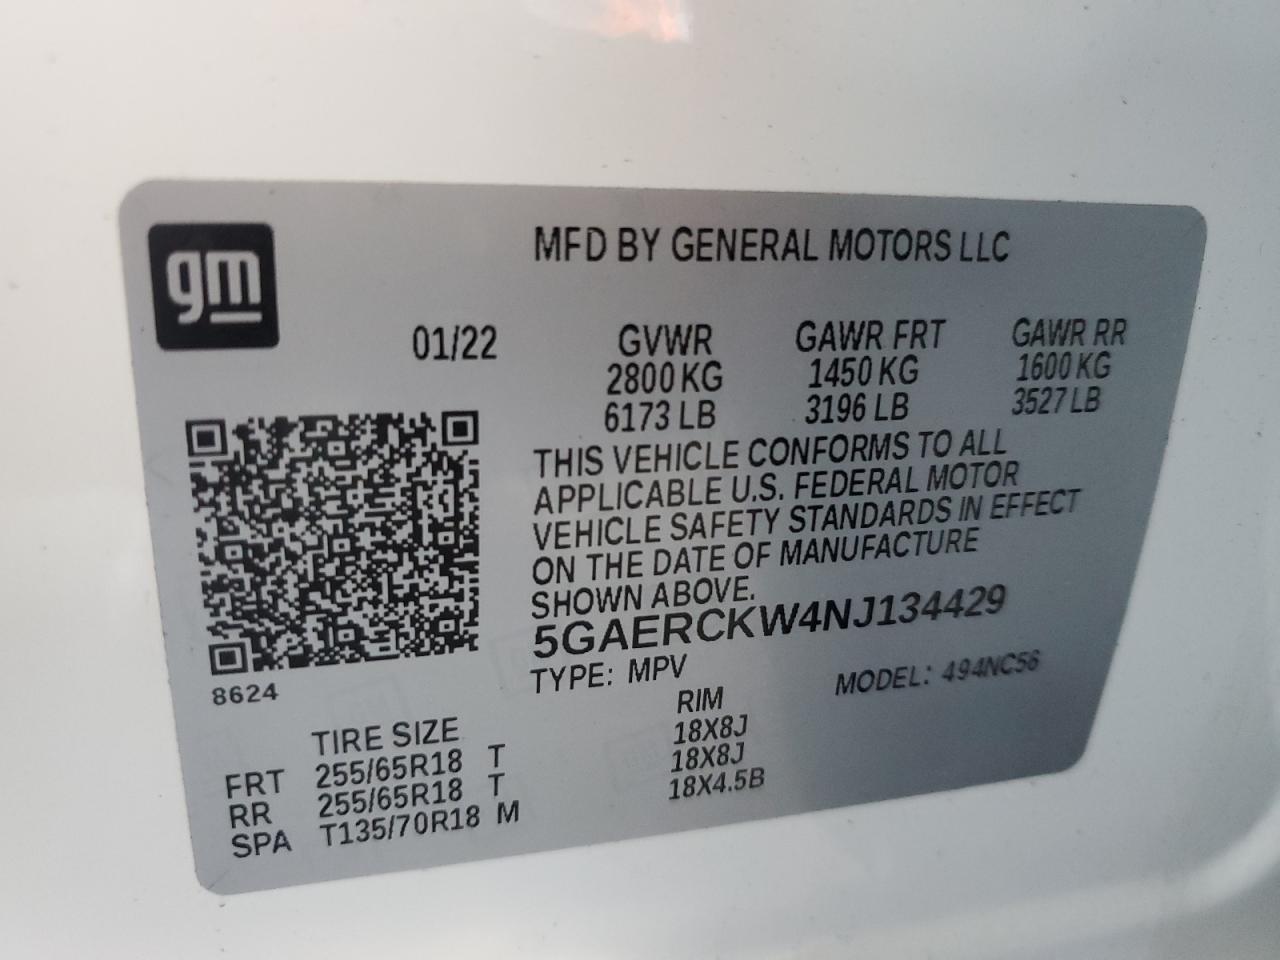 gm
MFD BY GENERAL MOTORS LLC
01/22 GVWR GAWR FRT GAWR RR
2800 KG 1450 KG 1600 KG
6173 LB 3196 LB 3527 LB
THIS VEHICLE CONFORMS TO ALL
APPLICABLE U.S. FEDERAL MOTOR
VEHICLE SAFETY STANDARDS IN EFFECT
ON THE DATE OF MANUFACTURE
SHOWN ABOVE.
5GAERCKW4NJ134429
TYPE: MPV MODEL: 494NC56
8624
TIRE SIZE RIM
FRT 255/65R18 T 18X8J
RR 255/65R18 T 18X8J
SPA T135/70R18 M 18X4.5B